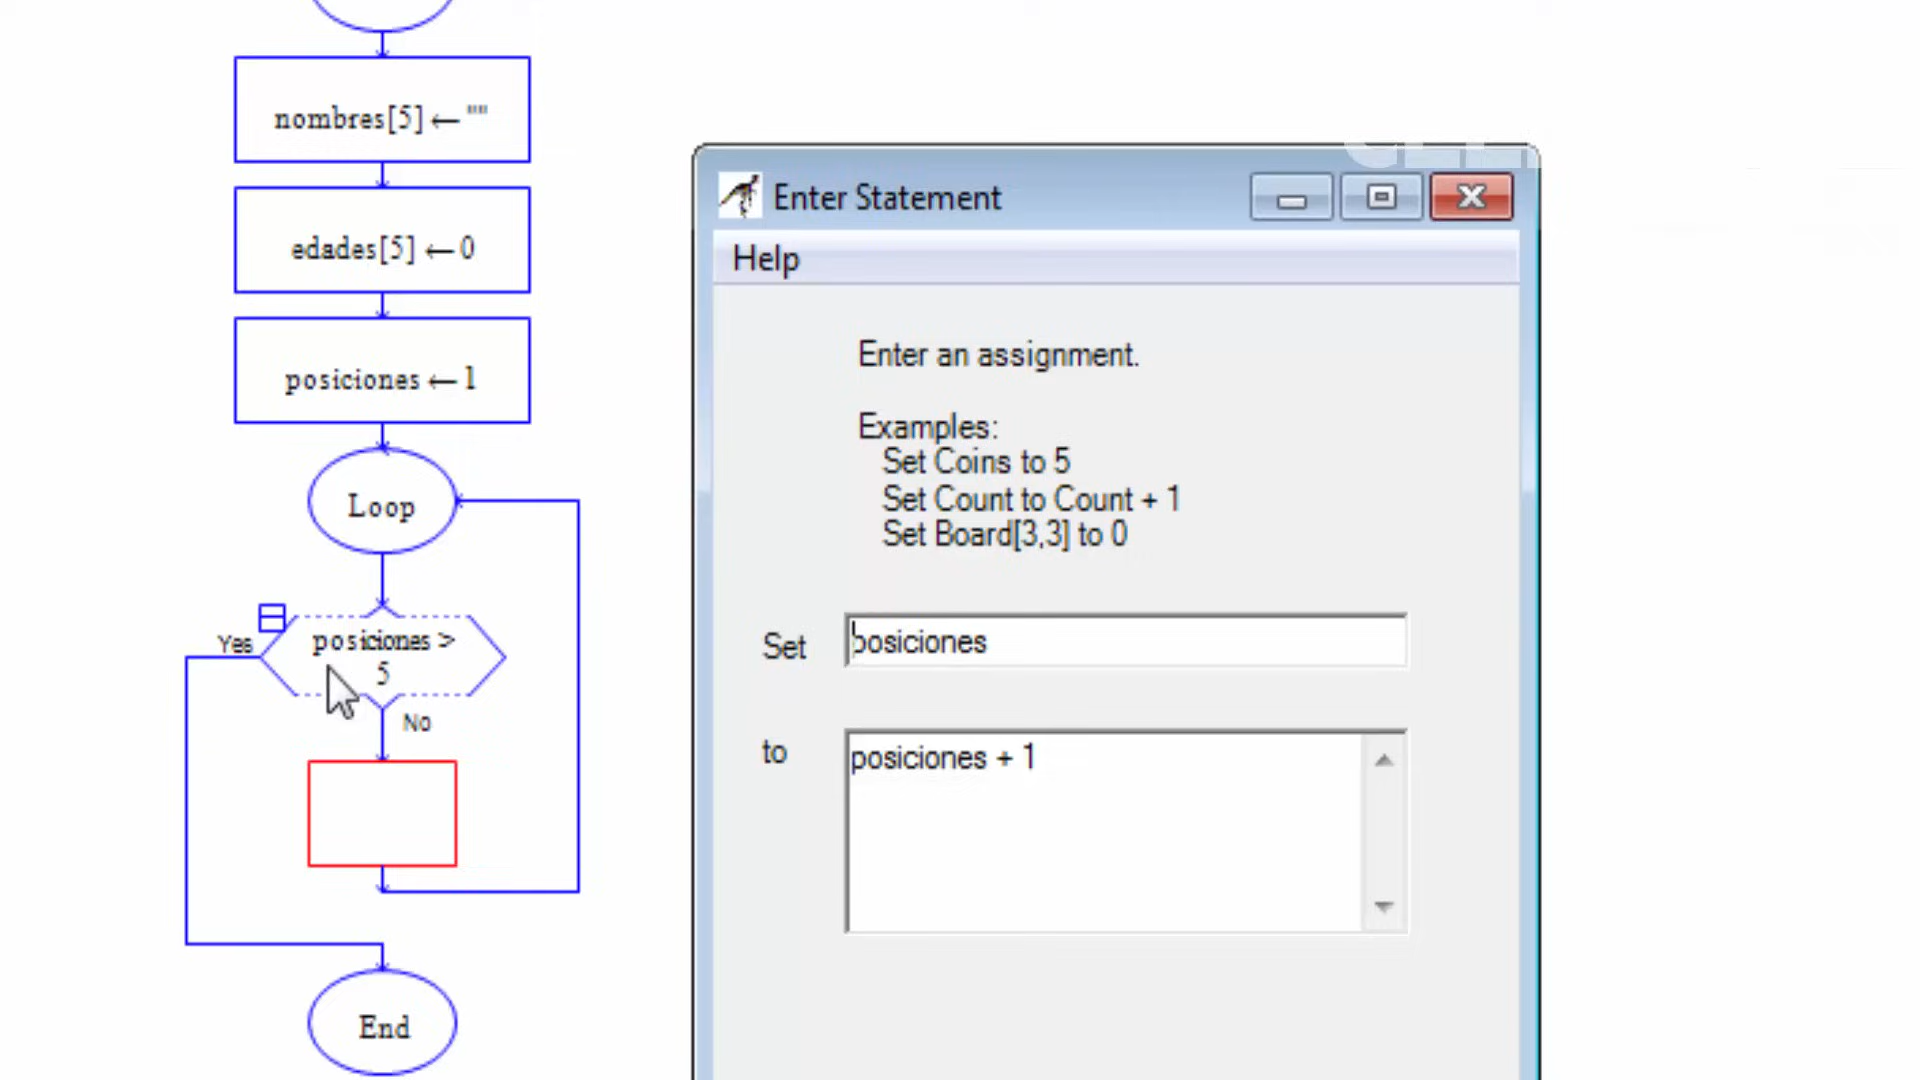 nombres[5] ← ""
edades[5] ← 0
posiciones ← 1
Loop
Yes
posiciones >
5
No
End
Enter Statement
Help
Enter an assignment.
Examples:
Set Coins to 5
Set Count to Count + 1
Set Board[3,3] to 0
Set
posiciones
to
posiciones + 1